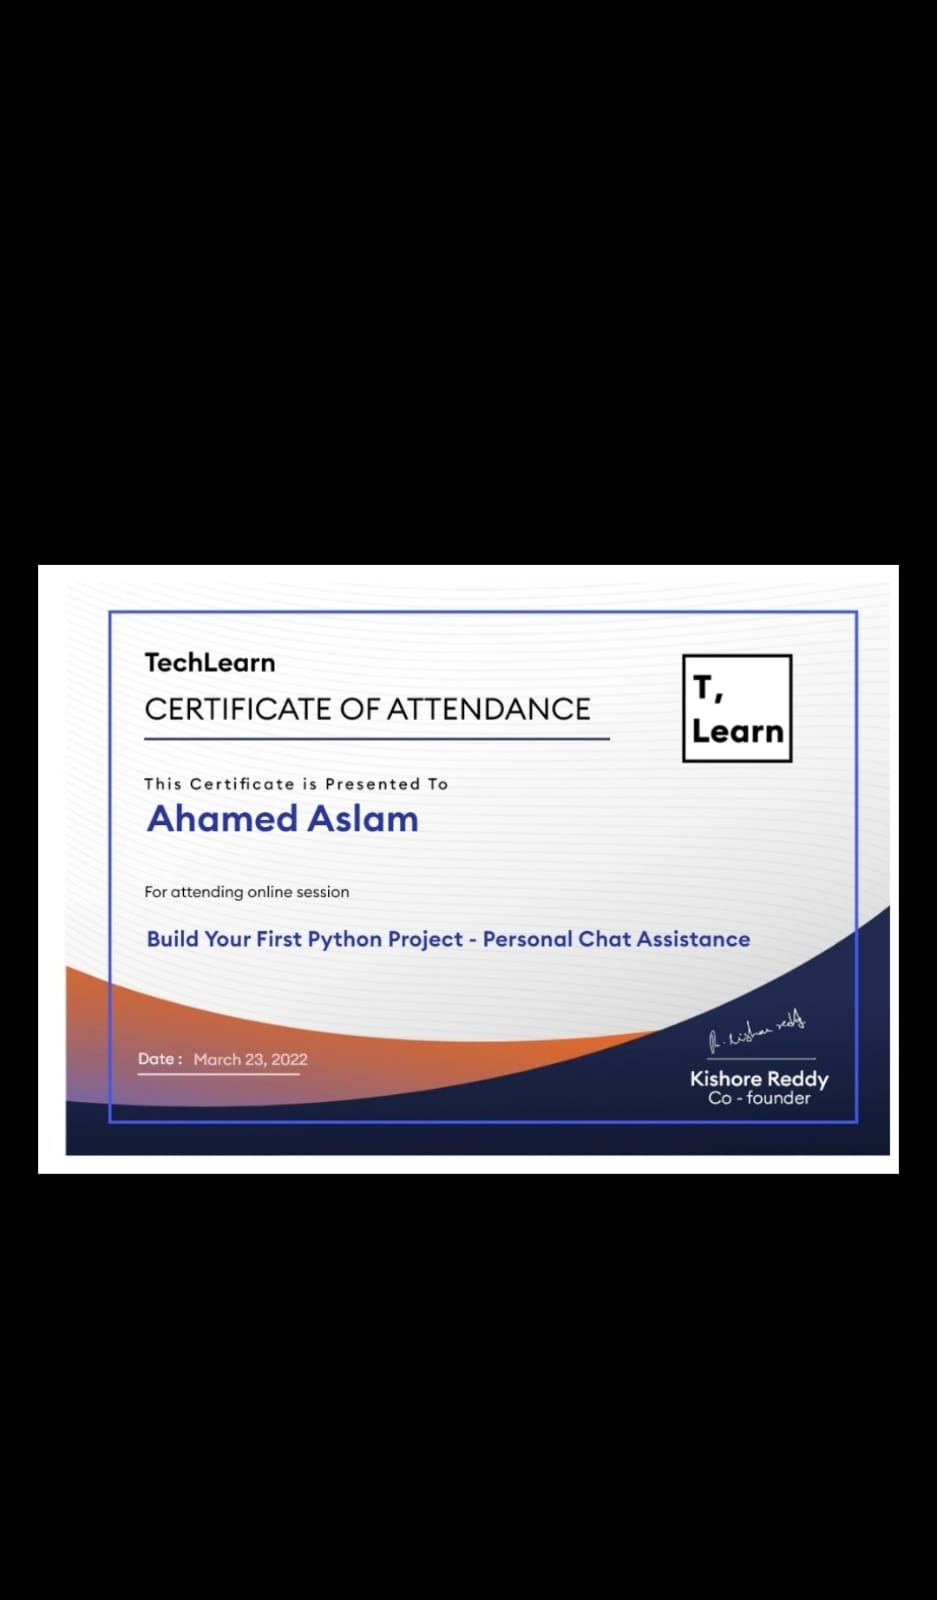 TechLearn
CERTIFICATE OF ATTENDANCE
T,
Learn
This Certificate is Presented To
Ahamed Aslam
For attending online session
Build Your First Python Project - Personal Chat Assistance
Date : March 23, 2022
R. Kishore reddy
Kishore Reddy
Co - founder